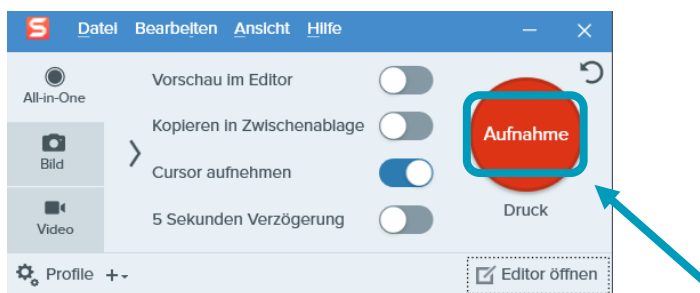 Datei Bearbeiten Ansicht Hilfe
All-in-One
Bild
Video
Vorschau im Editor
Kopieren in Zwischenablage
Cursor aufnehmen
5 Sekunden Verzögerung
Aufnahme
Druck
Profile
Editor öffnen